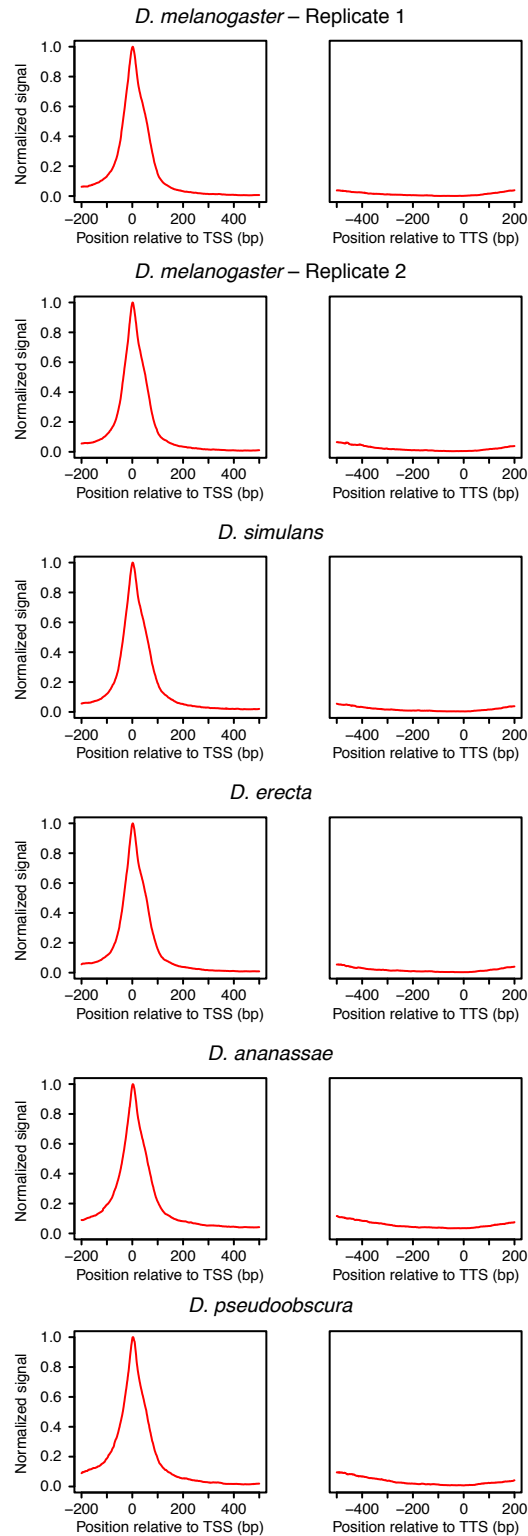 D. melanogaster – Replicate 1
Normalized signal
1.0
0.8
0.6
0.4
0.2
0.0
−200 0 200 400
−400 −200 0 200
Position relative to TSS (bp)
Position relative to TTS (bp)
D. melanogaster – Replicate 2
Normalized signal
1.0
0.8
0.6
0.4
0.2
0.0
−200 0 200 400
−400 −200 0 200
Position relative to TSS (bp)
Position relative to TTS (bp)
D. simulans
Normalized signal
1.0
0.8
0.6
0.4
0.2
0.0
−200 0 200 400
−400 −200 0 200
Position relative to TSS (bp)
Position relative to TTS (bp)
D. erecta
Normalized signal
1.0
0.8
0.6
0.4
0.2
0.0
−200 0 200 400
−400 −200 0 200
Position relative to TSS (bp)
Position relative to TTS (bp)
D. ananassae
Normalized signal
1.0
0.8
0.6
0.4
0.2
0.0
−200 0 200 400
−400 −200 0 200
Position relative to TSS (bp)
Position relative to TTS (bp)
D. pseudoobscura
Normalized signal
1.0
0.8
0.6
0.4
0.2
0.0
−200 0 200 400
−400 −200 0 200
Position relative to TSS (bp)
Position relative to TTS (bp)